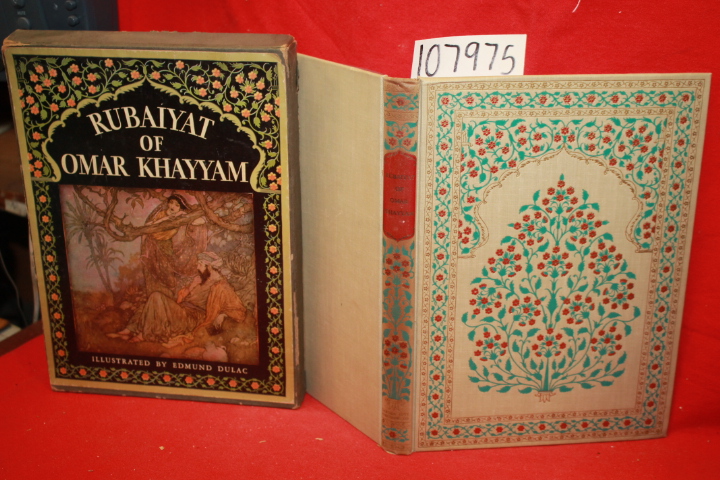 107975
RUBAIYAT
OF
OMAR KHAYYAM
ILLUSTRATED BY EDMUND DULAC